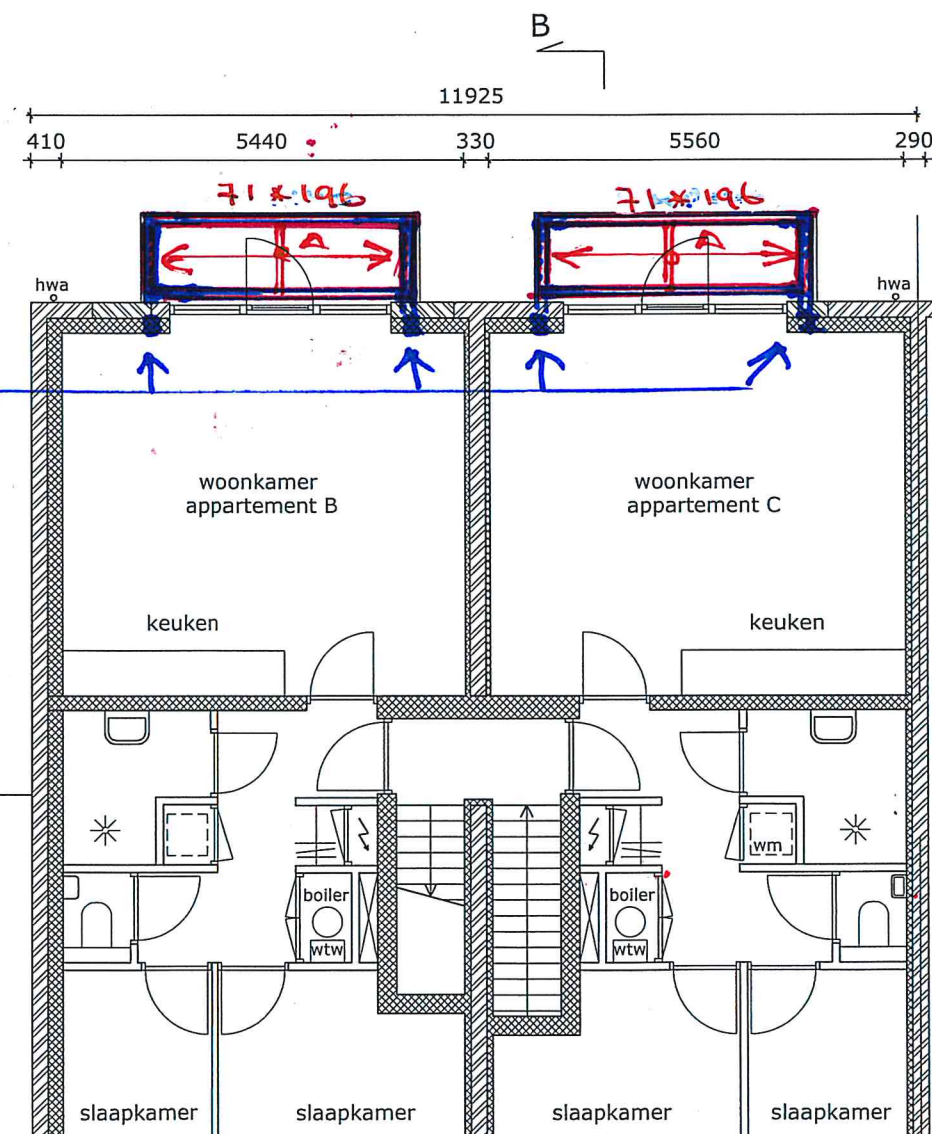 B
11925
410 5440 330 5560 290
71*196 71*196
hwa hwa
woonkamer
appartement B
woonkamer
appartement C
keuken keuken
wm
boiler boiler
wtw wtw
slaapkamer slaapkamer slaapkamer slaapkamer